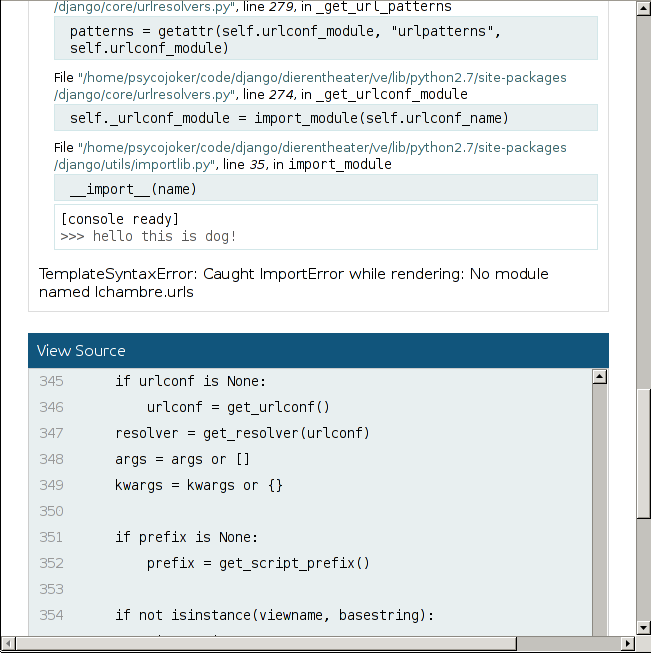 /django/core/urlresolvers.py", line 279, in _get_url_patterns
patterns = getattr(self.urlconf_module, "urlpatterns",
self.urlconf_module)
File "/home/psycojoker/code/django/dierentheater/ve/lib/python2.7/site-packages
/django/core/urlresolvers.py", line 274, in _get_urlconf_module
self._urlconf_module = import_module(self.urlconf_name)
File "/home/psycojoker/code/django/dierentheater/ve/lib/python2.7/site-packages
/django/utils/importlib.py", line 35, in import_module
__import__(name)
[console ready]
>>> hello this is dog!
TemplateSyntaxError: Caught ImportError while rendering: No module
named lchambre.urls
View Source
345 if urlconf is None:
346 urlconf = get_urlconf()
347 resolver = get_resolver(urlconf)
348 args = args or []
349 kwargs = kwargs or {}
350
351 if prefix is None:
352 prefix = get_script_prefix()
353
354 if not isinstance(viewname, basestring):